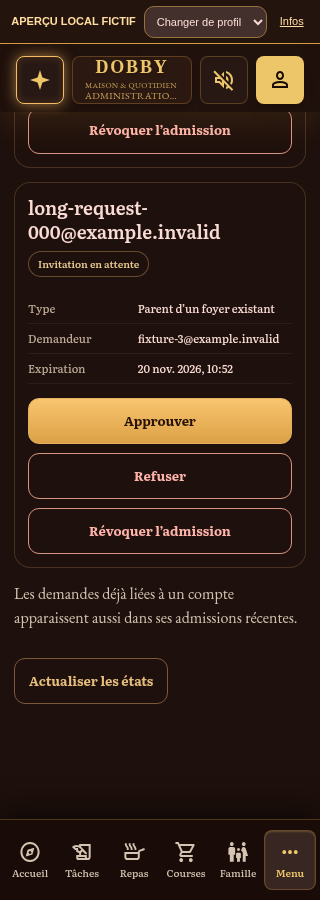 APERÇU LOCAL FICTIF
Changer de profil
Infos
DOBBY
MAISON & QUOTIDIEN
ADMINISTRATIO…
Révoquer l’admission
long-request-
000@example.invalid
Invitation en attente
Type Parent d’un foyer existant
Demandeur fixture-3@example.invalid
Expiration 20 nov. 2026, 10:52
Approuver
Refuser
Révoquer l’admission
Les demandes déjà liées à un compte
apparaissent aussi dans ses admissions récentes.
Actualiser les états
Accueil Tâches Repas Courses Famille Menu